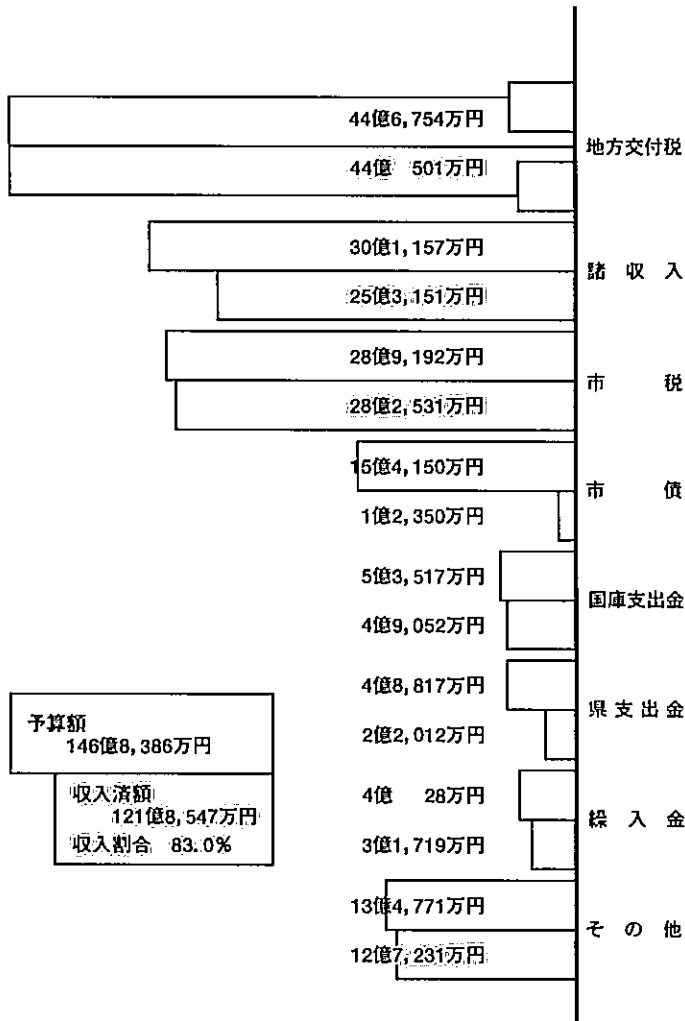 44億6,754万円
地方交付税
44億 501万円
30億1,157万円
諸収入
25億3,151万円
28億9,192万円
市税
28億2,531万円
15億4,150万円
市債
1億2,350万円
5億3,517万円
国庫支出金
4億9,052万円
4億8,817万円
県支出金
2億2,012万円
4億 28万円
繰入金
3億1,719万円
13億4,771万円
その他
12億7,231万円
予算額
146億8,386万円
収入済額
121億8,547万円
収入割合 83.0%